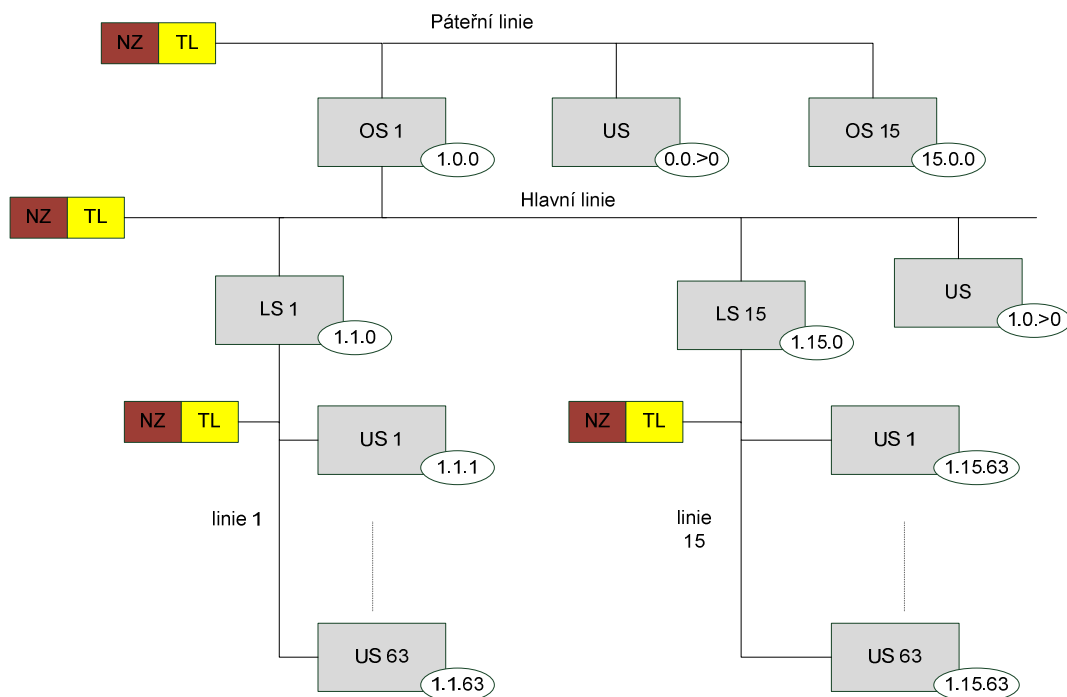 Páteřní linie
NZ TL
OS 1
1.0.0
US
0.0.>0
OS 15
15.0.0
Hlavní linie
NZ TL
LS 1
1.1.0
LS 15
1.15.0
US
1.0.>0
NZ TL
US 1
1.1.1
NZ TL
US 1
1.15.63
linie 1
linie
15
US 63
1.1.63
US 63
1.15.63